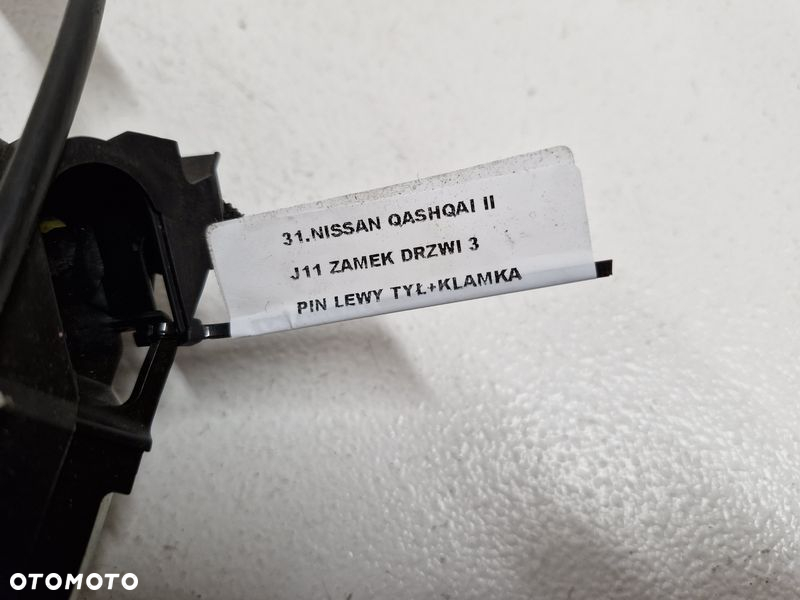 31.NISSAN QASHQAI II
J11 ZAMEK DRZWI 3
PIN LEWY TYŁ+KLAMKA
OTOMOTO